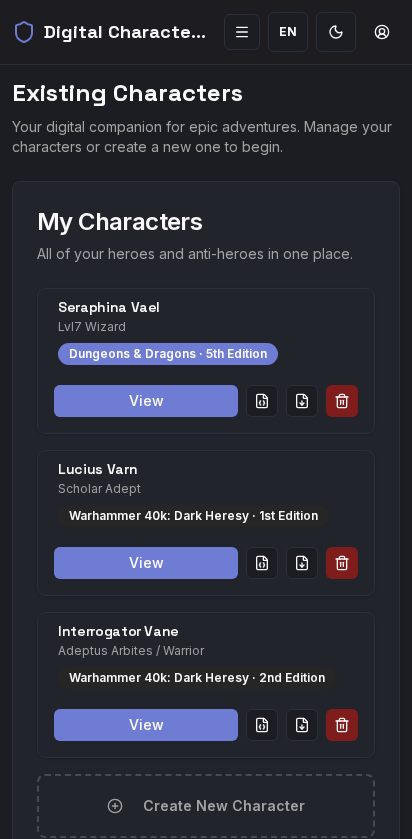 Digital Characte...
EN
Existing Characters
Your digital companion for epic adventures. Manage your
characters or create a new one to begin.
My Characters
All of your heroes and anti-heroes in one place.
Seraphina Vael
Lvl7 Wizard
Dungeons & Dragons · 5th Edition
View
Lucius Varn
Scholar Adept
Warhammer 40k: Dark Heresy · 1st Edition
View
Interrogator Vane
Adeptus Arbites / Warrior
Warhammer 40k: Dark Heresy · 2nd Edition
View
Create New Character